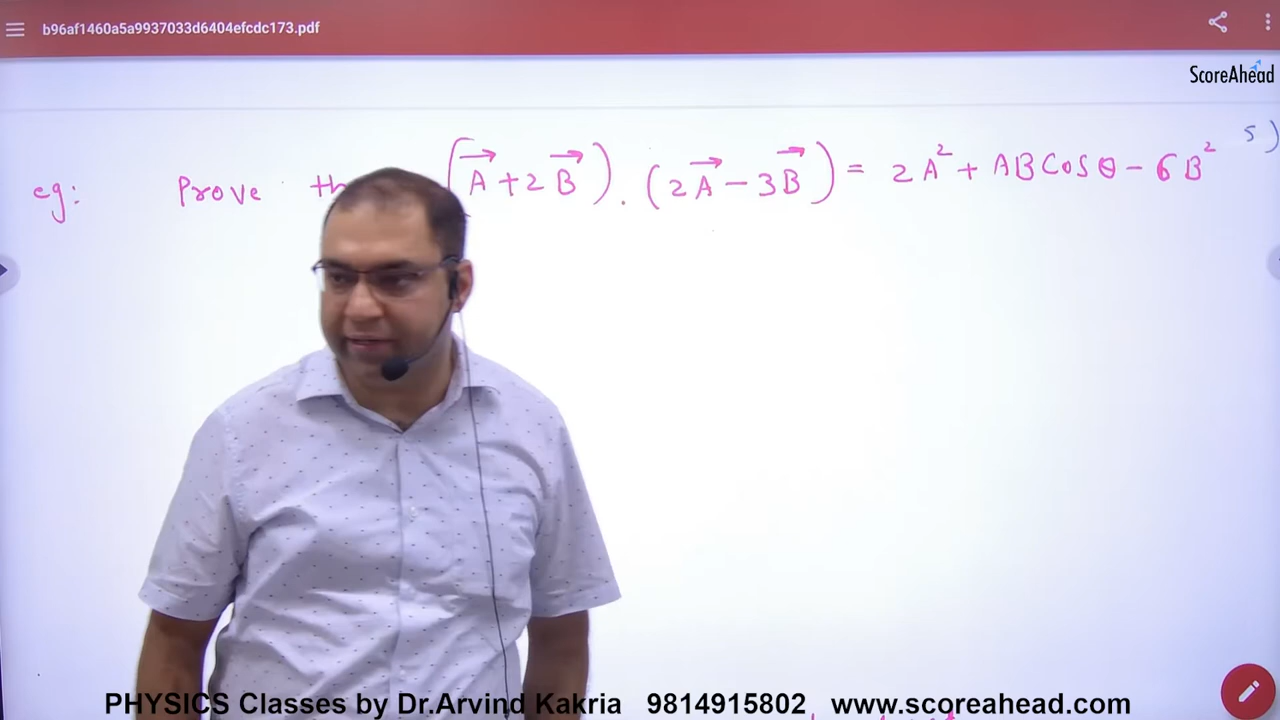 b96af1460a5a9937033d6404efcdc173.pdf
ScoreAhead
5)
eg: Prove (A⃗ + 2B⃗) . (2A⃗ − 3B⃗) = 2A² + AB Cos θ − 6B²
PHYSICS Classes by Dr.Arvind Kakria 9814915802 www.scoreahead.com